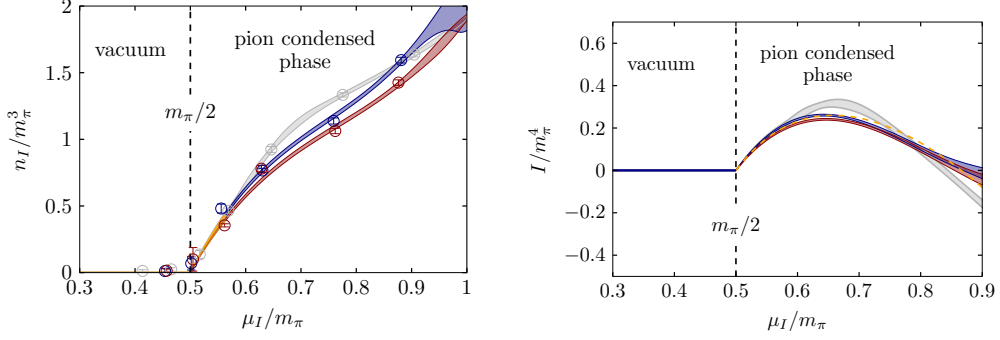 2
1.5
1
0.5
0
n_I/m_π^3
vacuum
pion condensed
phase
m_π/2
0.3 0.4 0.5 0.6 0.7 0.8 0.9 1
μ_I/m_π
0.6
0.4
0.2
0
−0.2
−0.4
I/m_π^4
vacuum
pion condensed
phase
m_π/2
0.3 0.4 0.5 0.6 0.7 0.8 0.9
μ_I/m_π